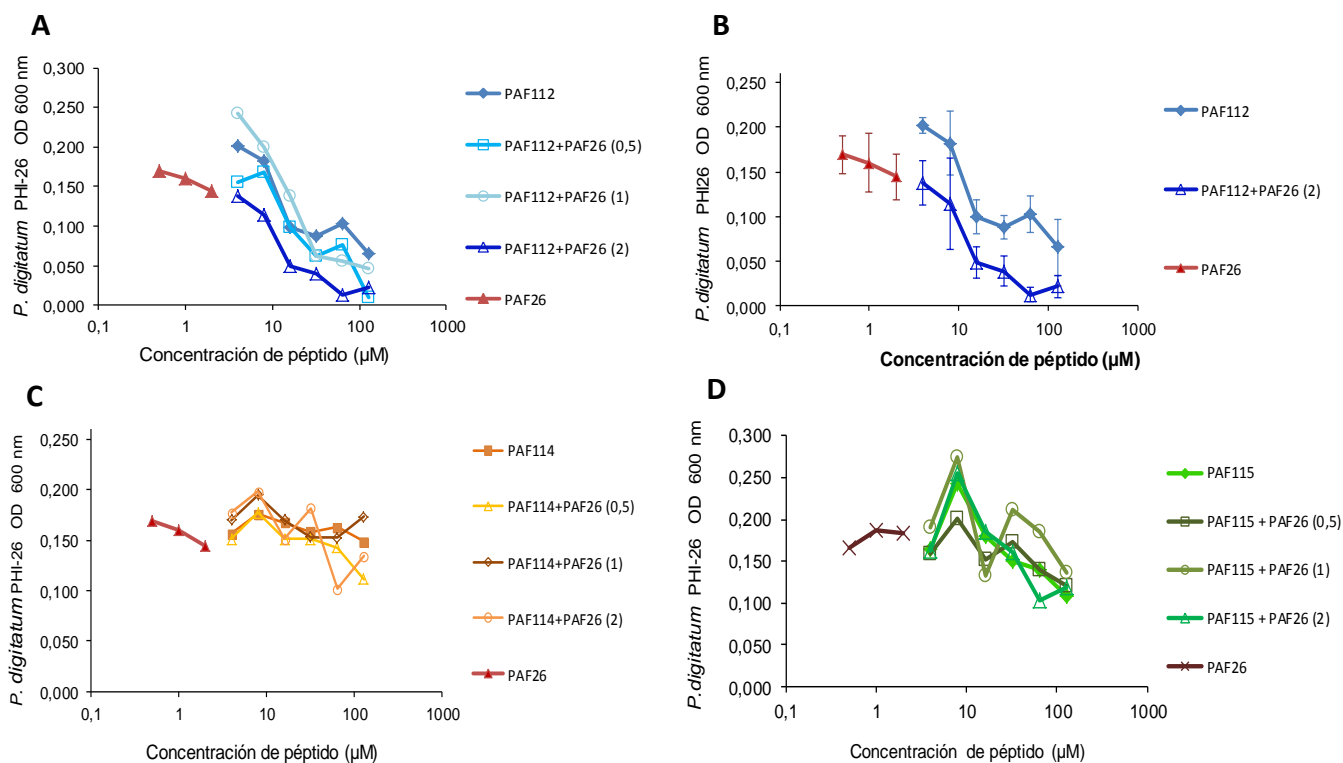 A
P. digitatum PHI-26 OD 600 nm
0,300
0,250
0,200
0,150
0,100
0,050
0,000
0,1
1
10
100
1000
Concentración de péptido (µM)
PAF112
PAF112+PAF26 (0,5)
PAF112+PAF26 (1)
PAF112+PAF26 (2)
PAF26
B
P.digitatum PHI26 OD 600 nm
0,250
0,200
0,150
0,100
0,050
0,000
0,1
1
10
100
1000
Concentración de péptido (µM)
PAF112
PAF112+PAF26 (2)
PAF26
C
P. digitatum PHI-26 OD 600 nm
0,250
0,200
0,150
0,100
0,050
0,000
0,1
1
10
100
1000
Concentración de péptido (µM)
PAF114
PAF114+PAF26 (0,5)
PAF114+PAF26 (1)
PAF114+PAF26 (2)
PAF26
D
P.digitatum PHI-26 OD 600 nm
0,300
0,250
0,200
0,150
0,100
0,050
0,000
0,1
1
10
100
1000
Concentración de péptido (µM)
PAF115
PAF115 + PAF26 (0,5)
PAF115 + PAF26 (1)
PAF115 + PAF26 (2)
PAF26